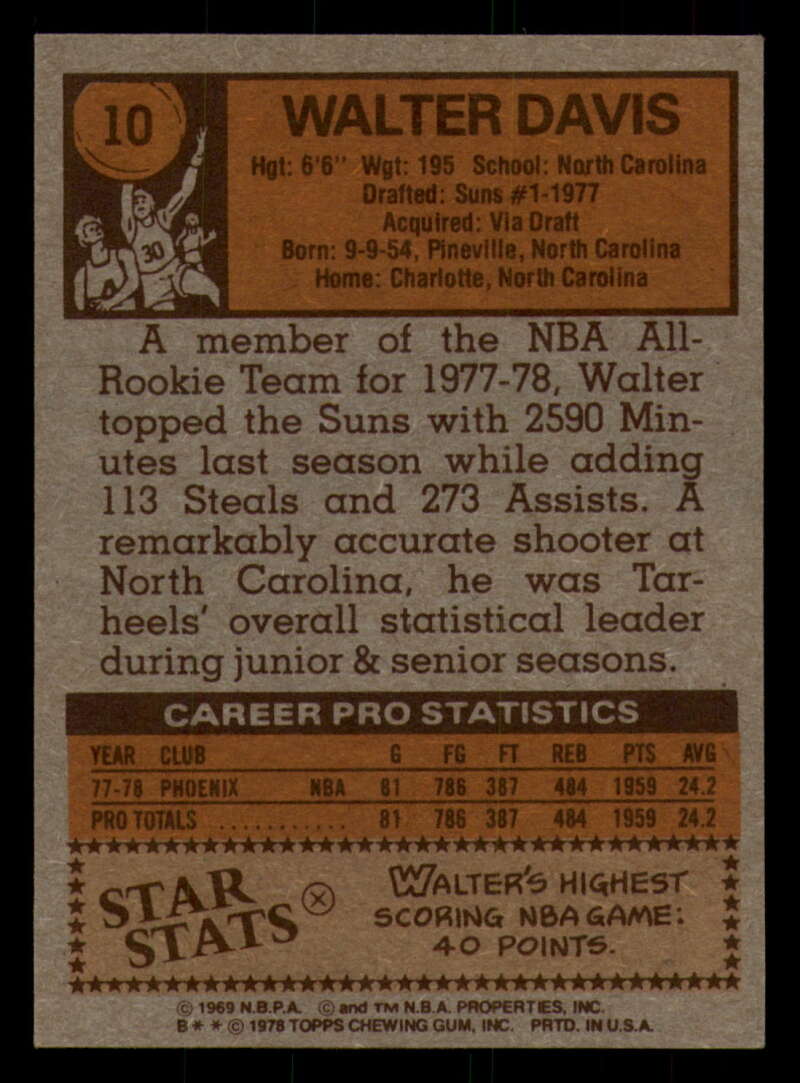 10
WALTER DAVIS
Hgt: 6'6" Wgt: 195 School: North Carolina
Drafted: Suns #1-1977
Acquired: Via Draft
Born: 9-9-54, Pineville, North Carolina
Home: Charlotte, North Carolina
30
A member of the NBA All-
Rookie Team for 1977-78, Walter
topped the Suns with 2590 Min-
utes last season while adding
113 Steals and 273 Assists. A
remarkably accurate shooter at
North Carolina, he was Tar-
heels' overall statistical leader
during junior & senior seasons.
CAREER PRO STATISTICS
YEAR CLUB G FG FT REB PTS AVG
77-78 PHOENIX NBA 81 786 387 484 1959 24.2
PRO TOTALS ........... 81 786 387 484 1959 24.2
STAR STATS
WALTER'S HIGHEST
SCORING NBA GAME:
40 POINTS.
© 1969 N.B.P.A. © and TM N.B.A. PROPERTIES, INC.
B * * © 1978 TOPPS CHEWING GUM, INC. PRTD. IN U.S.A.